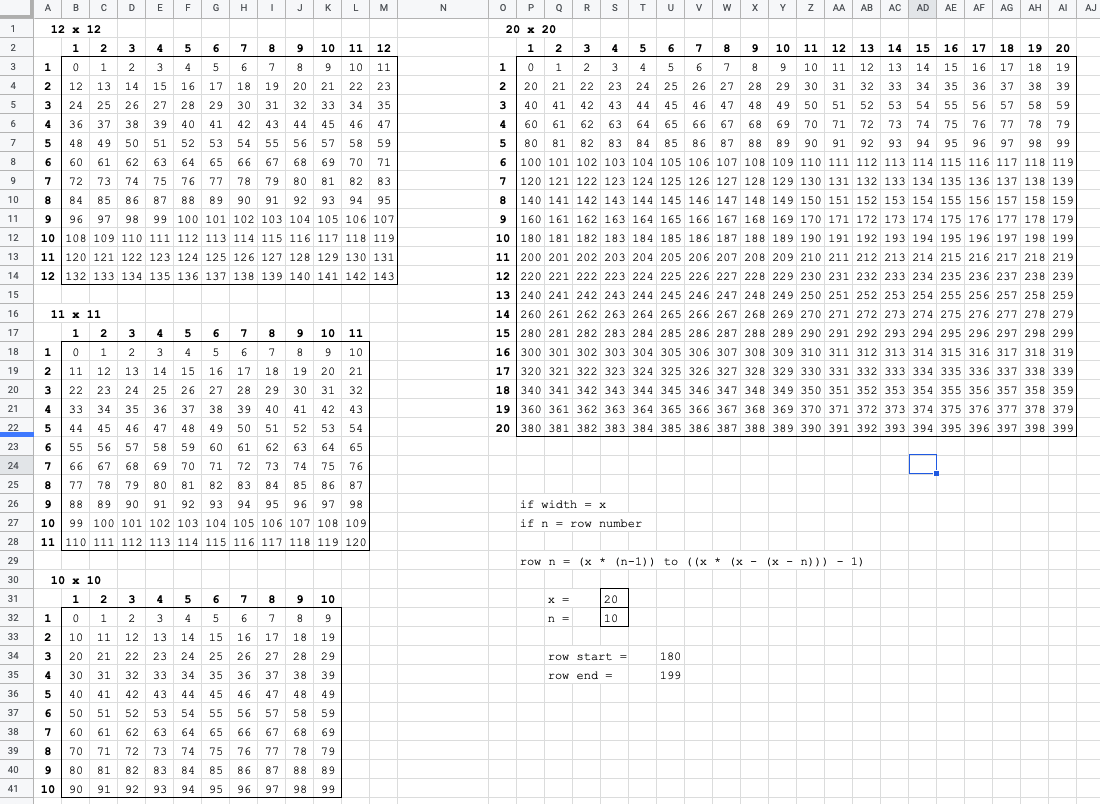 A B C D E F G H I J K L M N O P Q R S T U V W X Y Z AA AB AC AD AE AF AG AH AI AJ
1 12 x 12 20 x 20
2 1 2 3 4 5 6 7 8 9 10 11 12 1 2 3 4 5 6 7 8 9 10 11 12 13 14 15 16 17 18 19 20
3 1 0 1 2 3 4 5 6 7 8 9 10 11 1 0 1 2 3 4 5 6 7 8 9 10 11 12 13 14 15 16 17 18 19
4 2 12 13 14 15 16 17 18 19 20 21 22 23 2 20 21 22 23 24 25 26 27 28 29 30 31 32 33 34 35 36 37 38 39
5 3 24 25 26 27 28 29 30 31 32 33 34 35 3 40 41 42 43 44 45 46 47 48 49 50 51 52 53 54 55 56 57 58 59
6 4 36 37 38 39 40 41 42 43 44 45 46 47 4 60 61 62 63 64 65 66 67 68 69 70 71 72 73 74 75 76 77 78 79
7 5 48 49 50 51 52 53 54 55 56 57 58 59 5 80 81 82 83 84 85 86 87 88 89 90 91 92 93 94 95 96 97 98 99
8 6 60 61 62 63 64 65 66 67 68 69 70 71 6 100 101 102 103 104 105 106 107 108 109 110 111 112 113 114 115 116 117 118 119
9 7 72 73 74 75 76 77 78 79 80 81 82 83 7 120 121 122 123 124 125 126 127 128 129 130 131 132 133 134 135 136 137 138 139
10 8 84 85 86 87 88 89 90 91 92 93 94 95 8 140 141 142 143 144 145 146 147 148 149 150 151 152 153 154 155 156 157 158 159
11 9 96 97 98 99 100 101 102 103 104 105 106 107 9 160 161 162 163 164 165 166 167 168 169 170 171 172 173 174 175 176 177 178 179
12 10 108 109 110 111 112 113 114 115 116 117 118 119 10 180 181 182 183 184 185 186 187 188 189 190 191 192 193 194 195 196 197 198 199
13 11 120 121 122 123 124 125 126 127 128 129 130 131 11 200 201 202 203 204 205 206 207 208 209 210 211 212 213 214 215 216 217 218 219
14 12 132 133 134 135 136 137 138 139 140 141 142 143 12 220 221 222 223 224 225 226 227 228 229 230 231 232 233 234 235 236 237 238 239
15 13 240 241 242 243 244 245 246 247 248 249 250 251 252 253 254 255 256 257 258 259
16 11 x 11 14 260 261 262 263 264 265 266 267 268 269 270 271 272 273 274 275 276 277 278 279
17 1 2 3 4 5 6 7 8 9 10 11 15 280 281 282 283 284 285 286 287 288 289 290 291 292 293 294 295 296 297 298 299
18 1 0 1 2 3 4 5 6 7 8 9 10 16 300 301 302 303 304 305 306 307 308 309 310 311 312 313 314 315 316 317 318 319
19 2 11 12 13 14 15 16 17 18 19 20 21 17 320 321 322 323 324 325 326 327 328 329 330 331 332 333 334 335 336 337 338 339
20 3 22 23 24 25 26 27 28 29 30 31 32 18 340 341 342 343 344 345 346 347 348 349 350 351 352 353 354 355 356 357 358 359
21 4 33 34 35 36 37 38 39 40 41 42 43 19 360 361 362 363 364 365 366 367 368 369 370 371 372 373 374 375 376 377 378 379
22 5 44 45 46 47 48 49 50 51 52 53 54 20 380 381 382 383 384 385 386 387 388 389 390 391 392 393 394 395 396 397 398 399
23 6 55 56 57 58 59 60 61 62 63 64 65
24 7 66 67 68 69 70 71 72 73 74 75 76
25 8 77 78 79 80 81 82 83 84 85 86 87
26 9 88 89 90 91 92 93 94 95 96 97 98 if width = x
27 10 99 100 101 102 103 104 105 106 107 108 109 if n = row number
28 11 110 111 112 113 114 115 116 117 118 119 120
29 row n = (x * (n-1)) to ((x * (x - (x - n))) - 1)
30 10 x 10
31 1 2 3 4 5 6 7 8 9 10 x = 20
32 1 0 1 2 3 4 5 6 7 8 9 n = 10
33 2 10 11 12 13 14 15 16 17 18 19
34 3 20 21 22 23 24 25 26 27 28 29 row start = 180
35 4 30 31 32 33 34 35 36 37 38 39 row end = 199
36 5 40 41 42 43 44 45 46 47 48 49
37 6 50 51 52 53 54 55 56 57 58 59
38 7 60 61 62 63 64 65 66 67 68 69
39 8 70 71 72 73 74 75 76 77 78 79
40 9 80 81 82 83 84 85 86 87 88 89
41 10 90 91 92 93 94 95 96 97 98 99